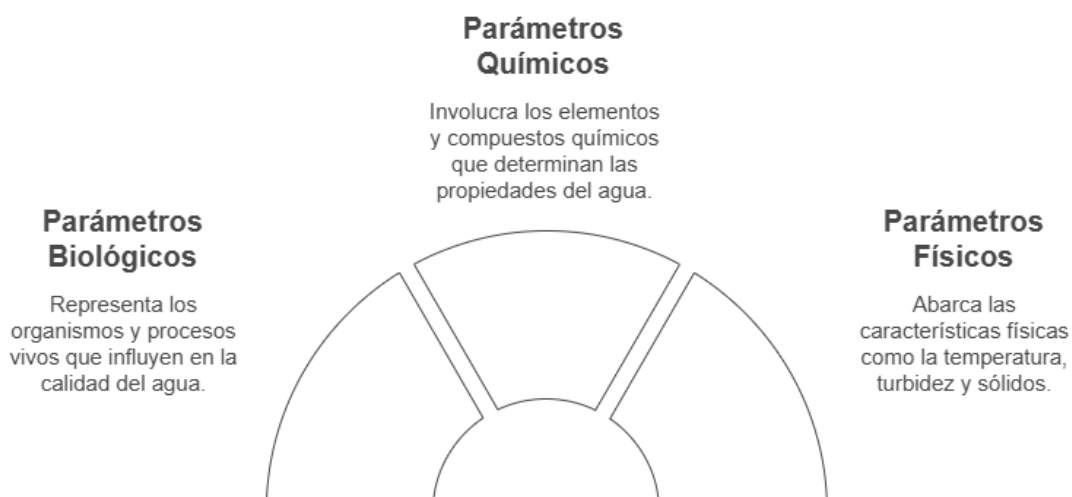 Parámetros
Químicos
Involucra los elementos
y compuestos químicos
que determinan las
propiedades del agua.
Parámetros
Biológicos
Representa los
organismos y procesos
vivos que influyen en la
calidad del agua.
Parámetros
Físicos
Abarca las
características físicas
como la temperatura,
turbidez y sólidos.